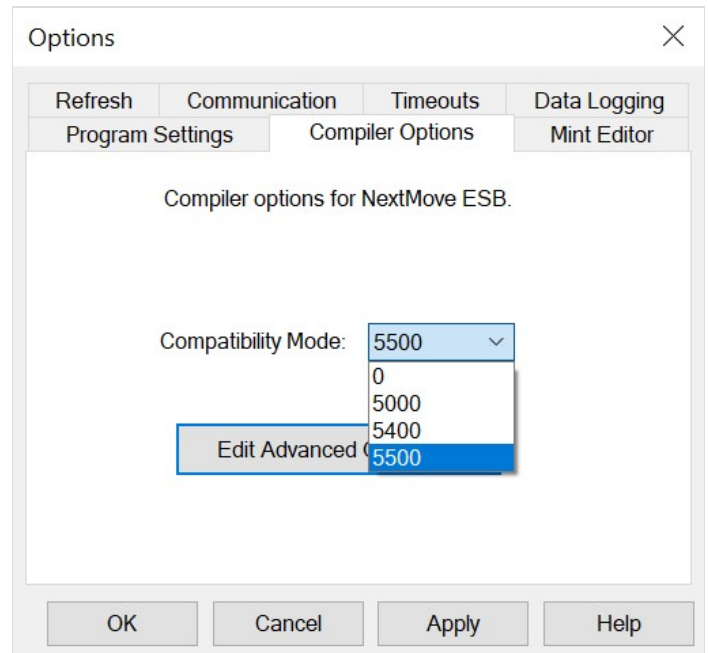 Options
Refresh Communication Timeouts Data Logging
Program Settings Compiler Options Mint Editor
Compiler options for NextMove ESB.
Compatibility Mode: 5500
0
5000
5400
Edit Advanced
5500
OK Cancel Apply Help